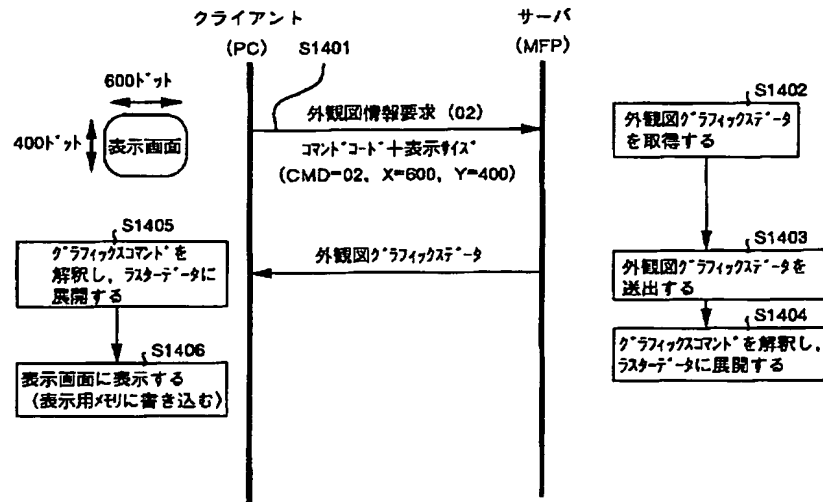 クライアント
(PC)
S1401
サーバ
(MFP)
600ﾄﾞｯﾄ
400ﾄﾞｯﾄ
表示画面
外観図情報要求 (02)
ｺﾏﾝﾄﾞｺｰﾄﾞ＋表示ｻｲｽﾞ
(CMD=02, X=600, Y=400)
S1402
外観図ｸﾞﾗﾌｨｯｸｽﾃﾞｰﾀ
を取得する
外観図ｸﾞﾗﾌｨｯｸｽﾃﾞｰﾀ
S1403
外観図ｸﾞﾗﾌｨｯｸｽﾃﾞｰﾀを
送出する
S1404
ｸﾞﾗﾌｨｯｸｽｺﾏﾝﾄﾞを解釈し,
ﾗｽﾀｰﾃﾞｰﾀに展開する
S1405
ｸﾞﾗﾌｨｯｸｽｺﾏﾝﾄﾞを
解釈し, ﾗｽﾀｰﾃﾞｰﾀに
展開する
S1406
表示画面に表示する
(表示用ﾒﾓﾘに書き込む)